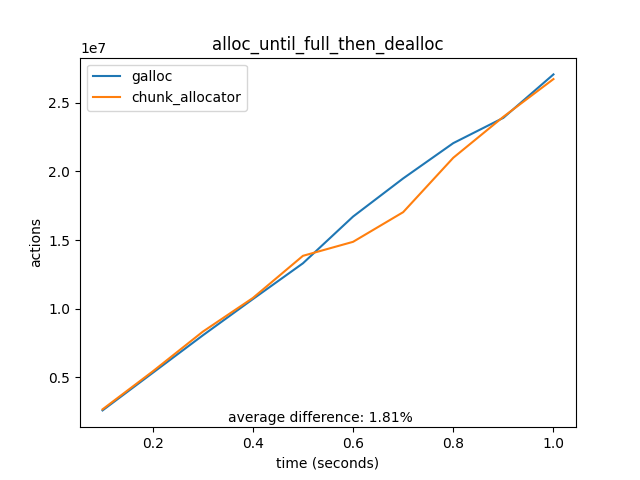 alloc_until_full_then_dealloc
1e7
galloc
chunk_allocator
2.5
2.0
1.5
1.0
0.5
actions
average difference: 1.81%
0.2 0.4 0.6 0.8 1.0
time (seconds)